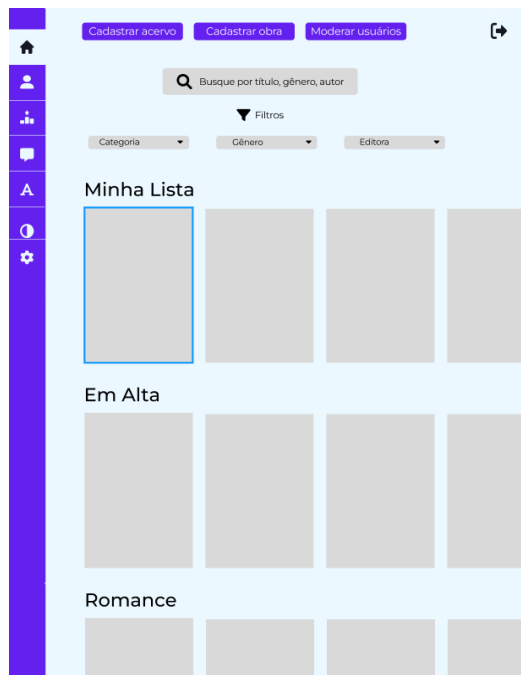 Cadastrar acervo
Cadastrar obra
Moderar usuários
Busque por título, gênero, autor
Filtros
Categoria
Gênero
Editora
A
Minha Lista
Em Alta
Romance